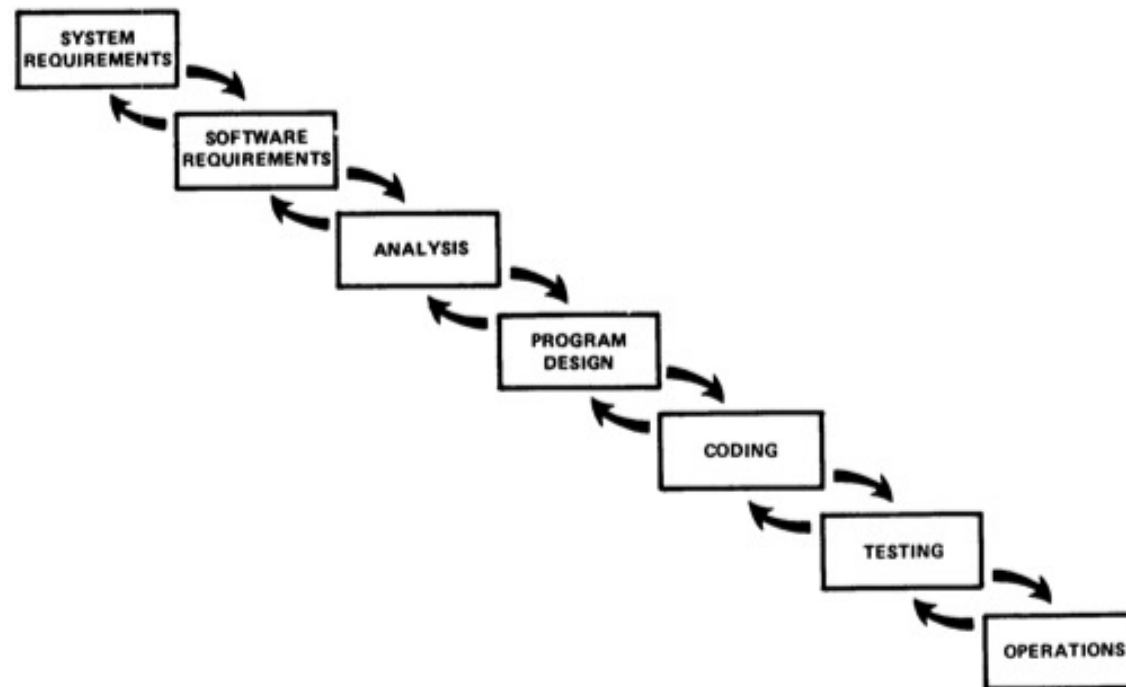 SYSTEM
REQUIREMENTS
SOFTWARE
REQUIREMENTS
ANALYSIS
PROGRAM
DESIGN
CODING
TESTING
OPERATIONS